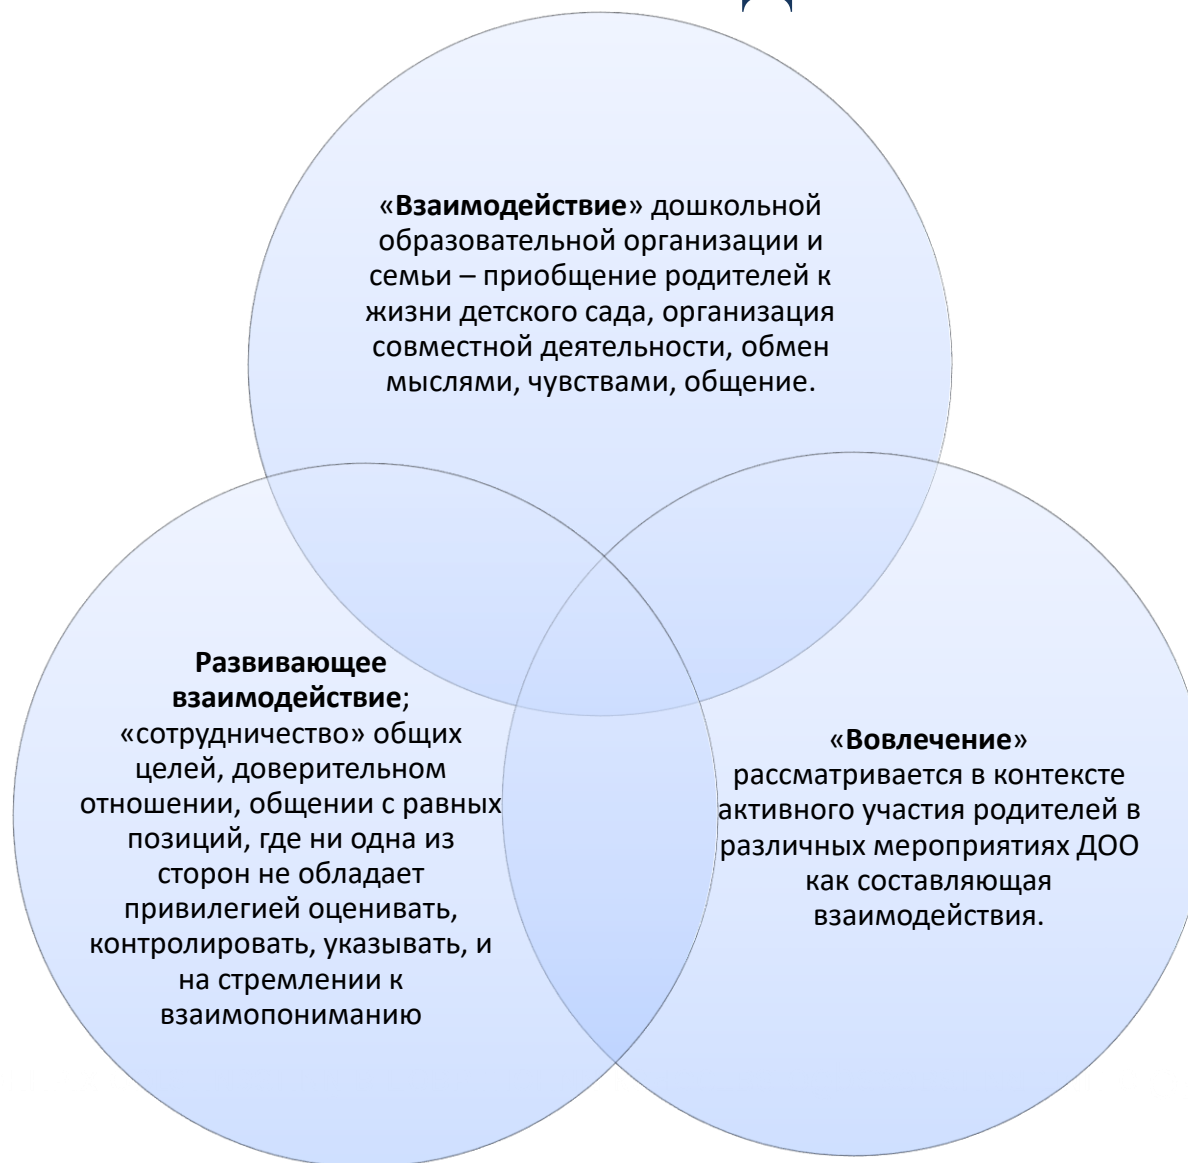 «Взаимодействие» дошкольной
образовательной организации и
семьи – приобщение родителей к
жизни детского сада, организация
совместной деятельности, обмен
мыслями, чувствами, общение.
Развивающее
взаимодействие;
«сотрудничество» общих
целей, доверительном
отношении, общении с равных
позиций, где ни одна из
сторон не обладает
привилегией оценивать,
контролировать, указывать, и
на стремлении к
взаимопониманию
«Вовлечение»
рассматривается в контексте
активного участия родителей в
различных мероприятиях ДОО
как составляющая
взаимодействия.